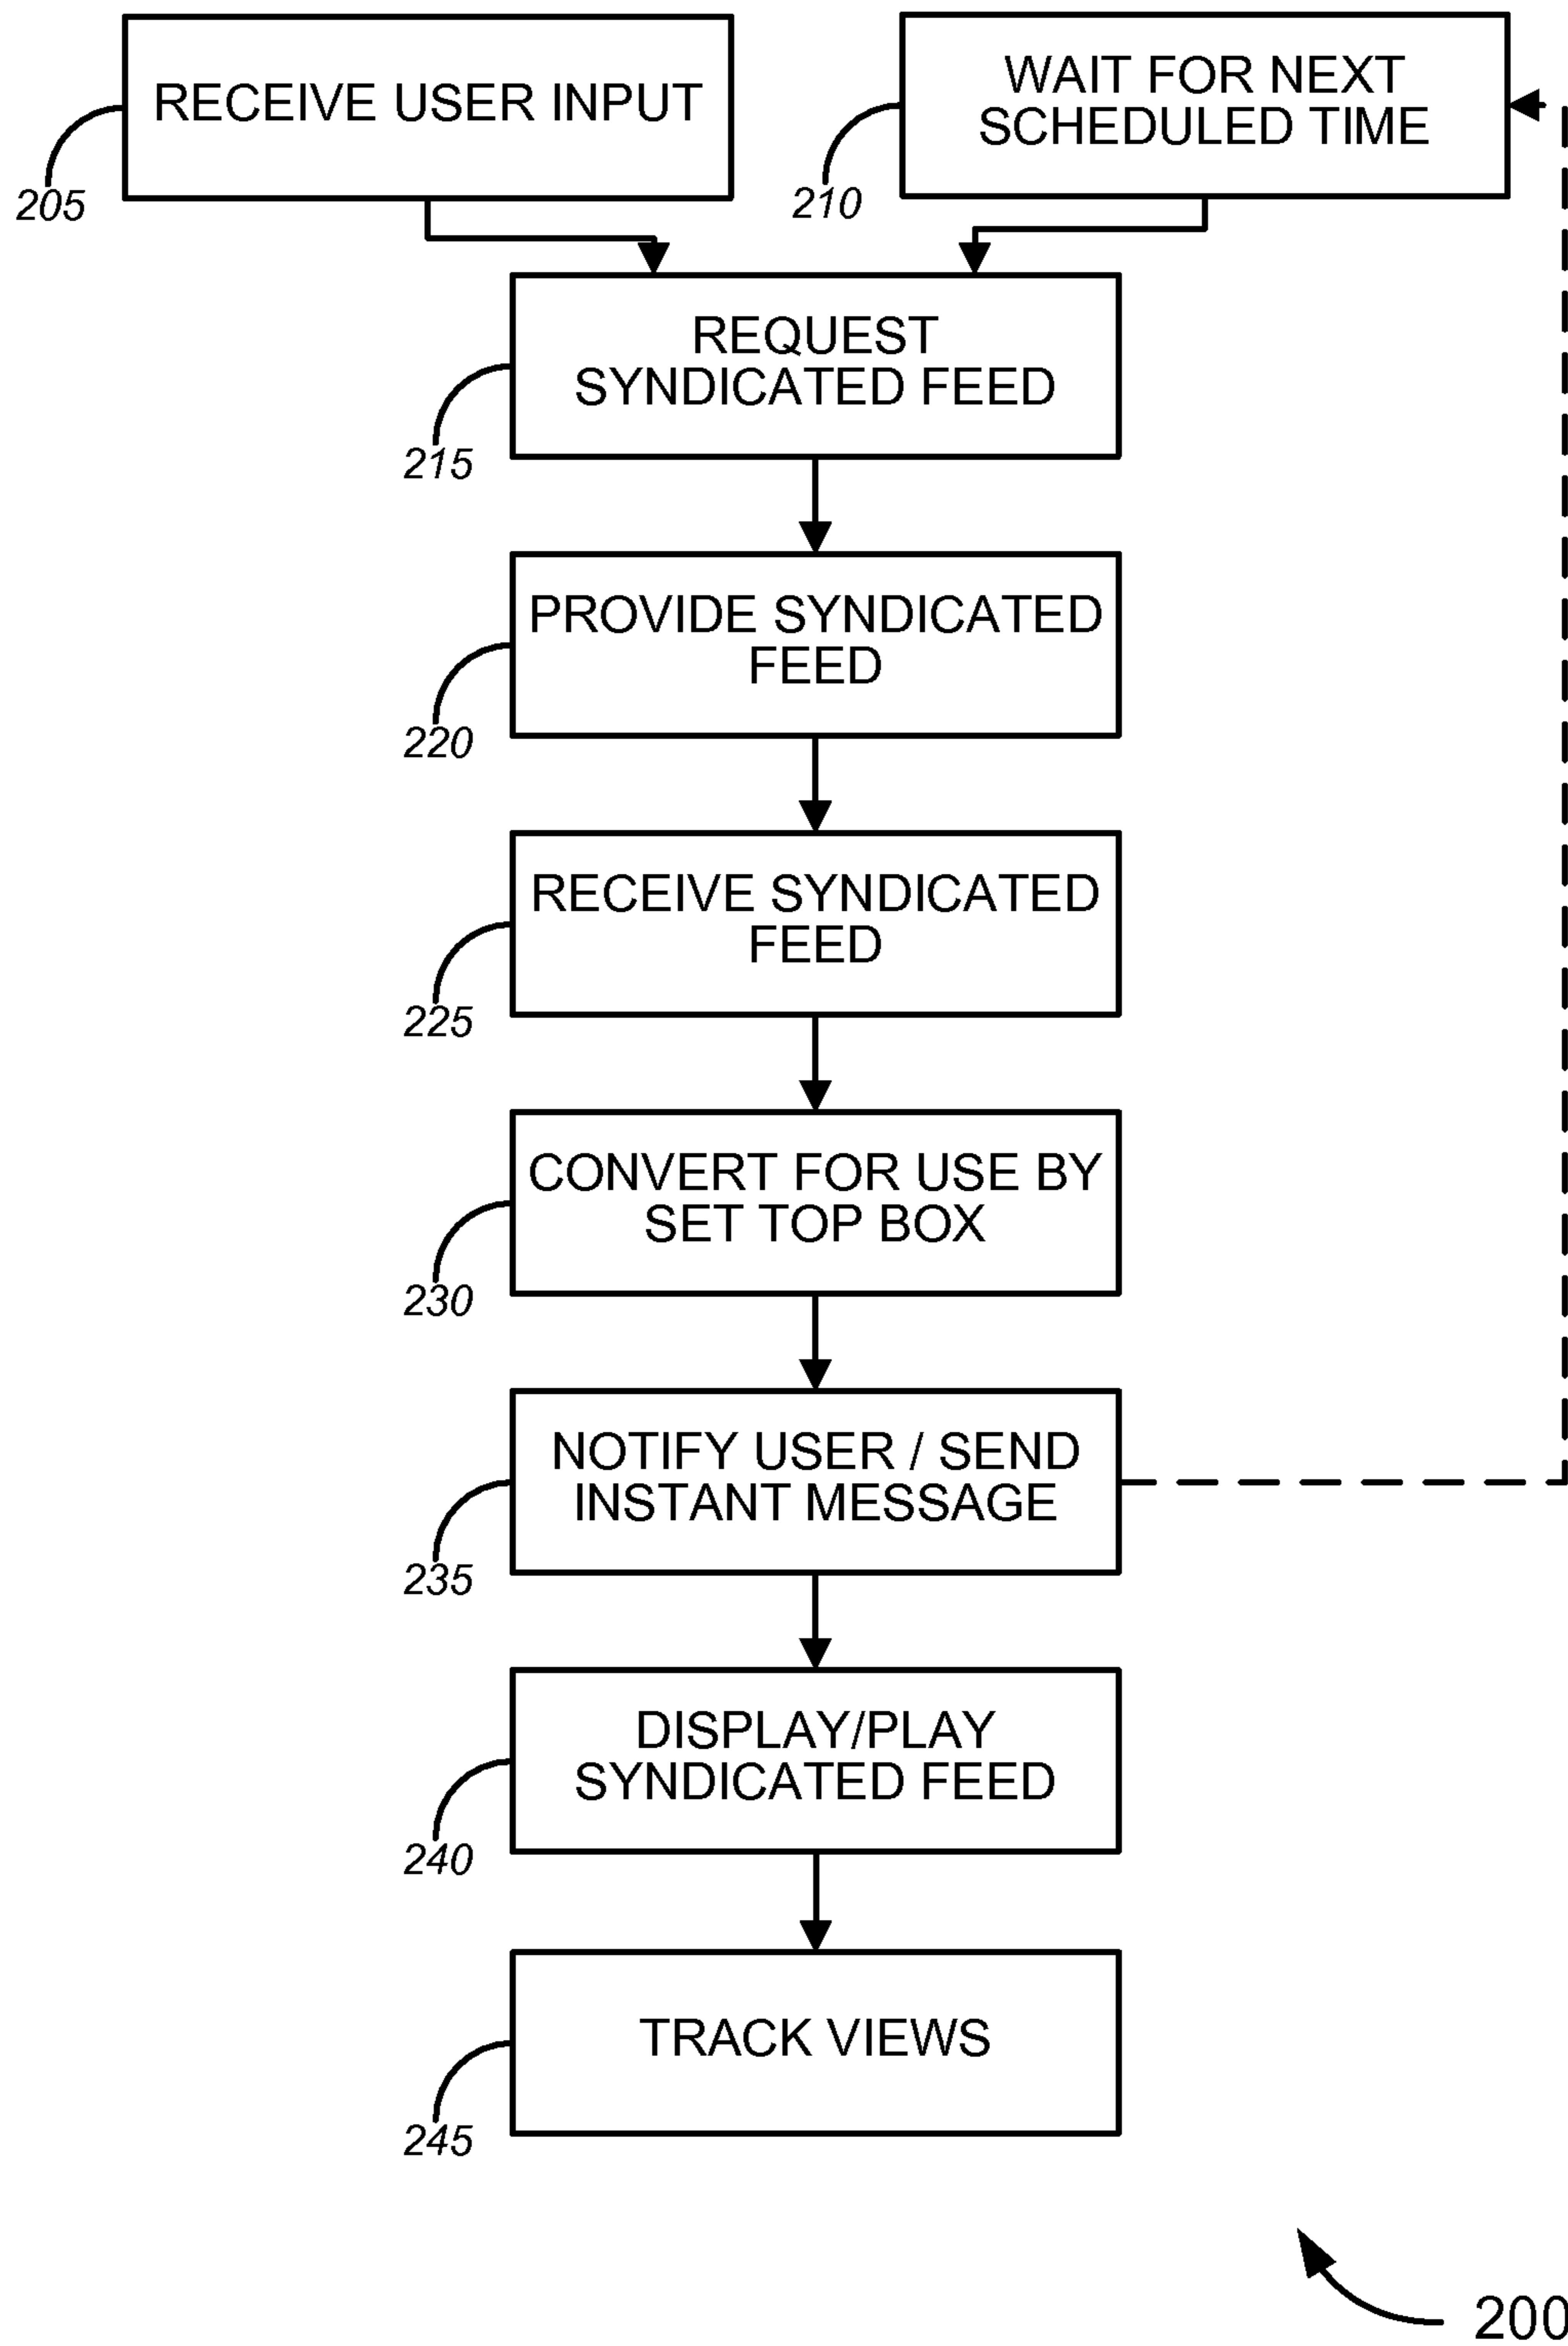 RECEIVE USER INPUT
205
WAIT FOR NEXT
SCHEDULED TIME
210
REQUEST
SYNDICATED FEED
215
PROVIDE SYNDICATED
FEED
220
RECEIVE SYNDICATED
FEED
225
CONVERT FOR USE BY
SET TOP BOX
230
NOTIFY USER / SEND
INSTANT MESSAGE
235
DISPLAY/PLAY
SYNDICATED FEED
240
TRACK VIEWS
245
200